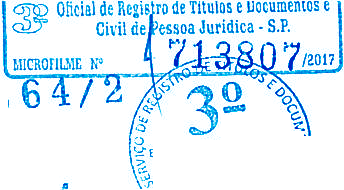 3º Oficial de Registro de Títulos e Documentos e
Civil de Pessoa Jurídica - S.P.
MICROFILME Nº 713807/2017
64/2
SERVIÇO DE REGISTRO DE TÍTULOS E DOCUM
3º